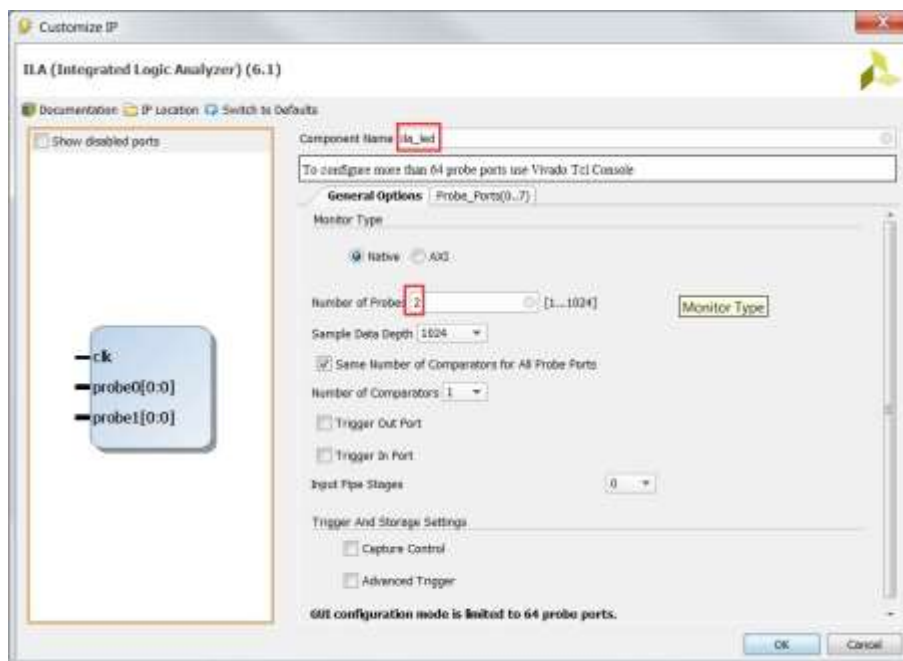 Customize IP
ILA (Integrated Logic Analyzer) (6.1)
Documentation IP Location Switch to Defaults
Show disabled ports
Component Name ila_led
To configure more than 64 probe ports use Vivado Tcl Console
General Options Probe_Ports(0..7)
Monitor Type
Native AXI
Number of Probes 2 [1...1024]
Monitor Type
Sample Data Depth 1024
Same Number of Comparators for All Probe Ports
Number of Comparators 1
Trigger Out Port
Trigger In Port
Input Pipe Stages 0
Trigger And Storage Settings
Capture Control
Advanced Trigger
GUI configuration mode is limited to 64 probe ports.
clk
probe0[0:0]
probe1[0:0]
OK Cancel